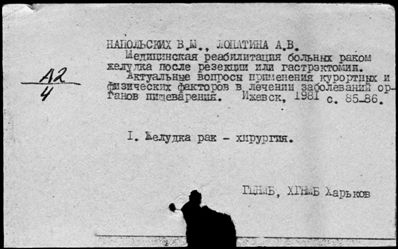 НАПОЛЬСКИХ В.М., ЛОПАТИНА А.В.
Медицинская реабилитация больных раком
желудка после резекции или гастрэктомии.
Актуальные вопросы применения курортных и
физических факторов в лечении заболеваний ор-
ганов пищеварения. Ижевск, 1981 с. 85-86.
А2
4
I. Желудка рак - хирургия.
ГЦНМБ, ХГНМБ Харьков